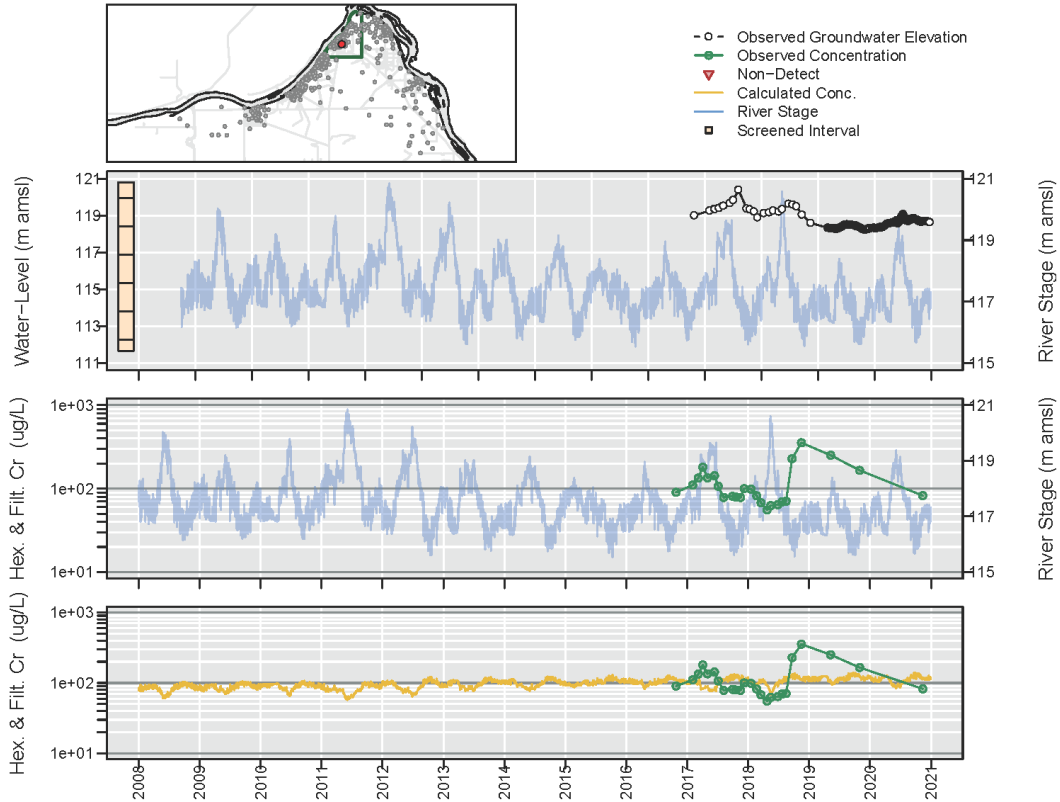 Observed Groundwater Elevation
Observed Concentration
Non−Detect
Calculated Conc.
River Stage
Screened Interval
Water−Level (m amsl)
121
119
117
115
113
111
121
119
117
115
River Stage (m amsl)
Hex. & Filt. Cr (ug/L)
1e+03
1e+02
1e+01
121
119
117
115
River Stage (m amsl)
Hex. & Filt. Cr (ug/L)
1e+03
1e+02
1e+01
2008
2009
2010
2011
2012
2013
2014
2015
2016
2017
2018
2019
2020
2021